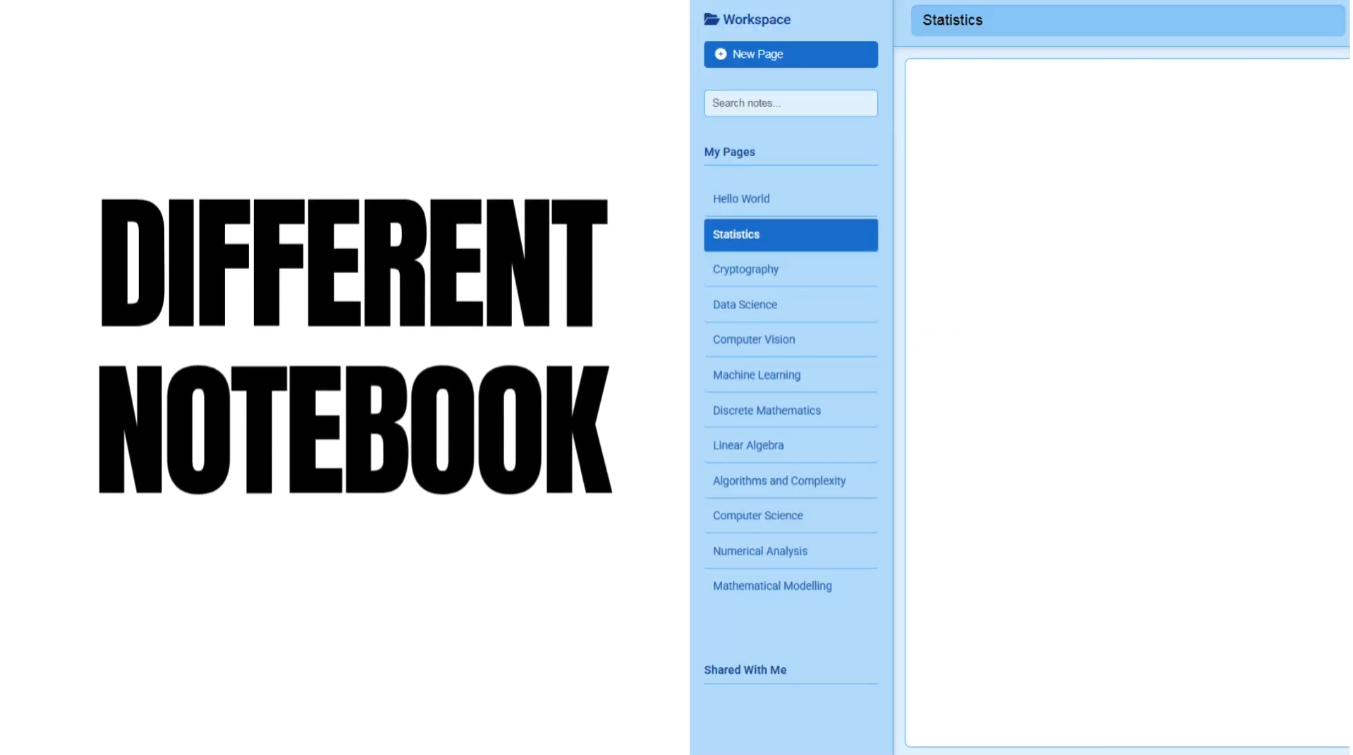 DIFFERENT
NOTEBOOK
Workspace
New Page
Search notes...
My Pages
Hello World
Statistics
Cryptography
Data Science
Computer Vision
Machine Learning
Discrete Mathematics
Linear Algebra
Algorithms and Complexity
Computer Science
Numerical Analysis
Mathematical Modelling
Shared With Me
Statistics